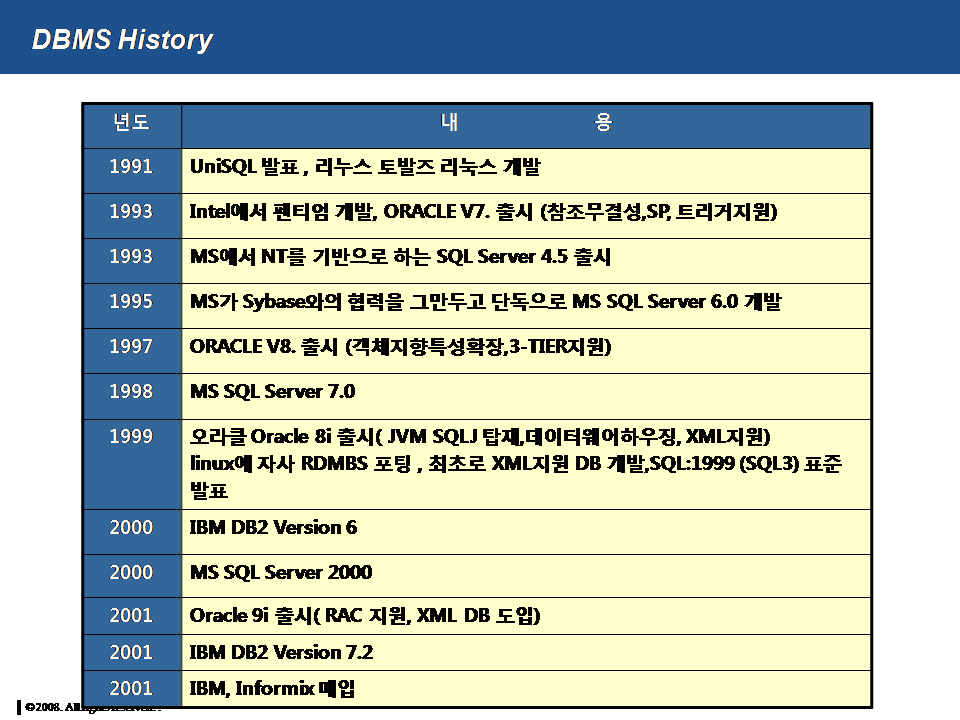 DBMS History
년도 내 용
1991 UniSQL 발표 , 리누스 토발즈 리눅스 개발
1993 Intel에서 펜티엄 개발, ORACLE V7. 출시 (참조무결성,SP, 트리거지원)
1993 MS에서 NT를 기반으로 하는 SQL Server 4.5 출시
1995 MS가 Sybase와의 협력을 그만두고 단독으로 MS SQL Server 6.0 개발
1997 ORACLE V8. 출시 (객체지향특성확장,3-TIER지원)
1998 MS SQL Server 7.0
1999 오라클 Oracle 8i 출시( JVM SQLJ 탑재,데이터웨어하우징, XML지원)
linux에 자사 RDMBS 포팅 , 최초로 XML지원 DB 개발,SQL:1999 (SQL3) 표준
발표
2000 IBM DB2 Version 6
2000 MS SQL Server 2000
2001 Oracle 9i 출시( RAC 지원, XML DB 도입)
2001 IBM DB2 Version 7.2
2001 IBM, Informix 매입
©2008. All